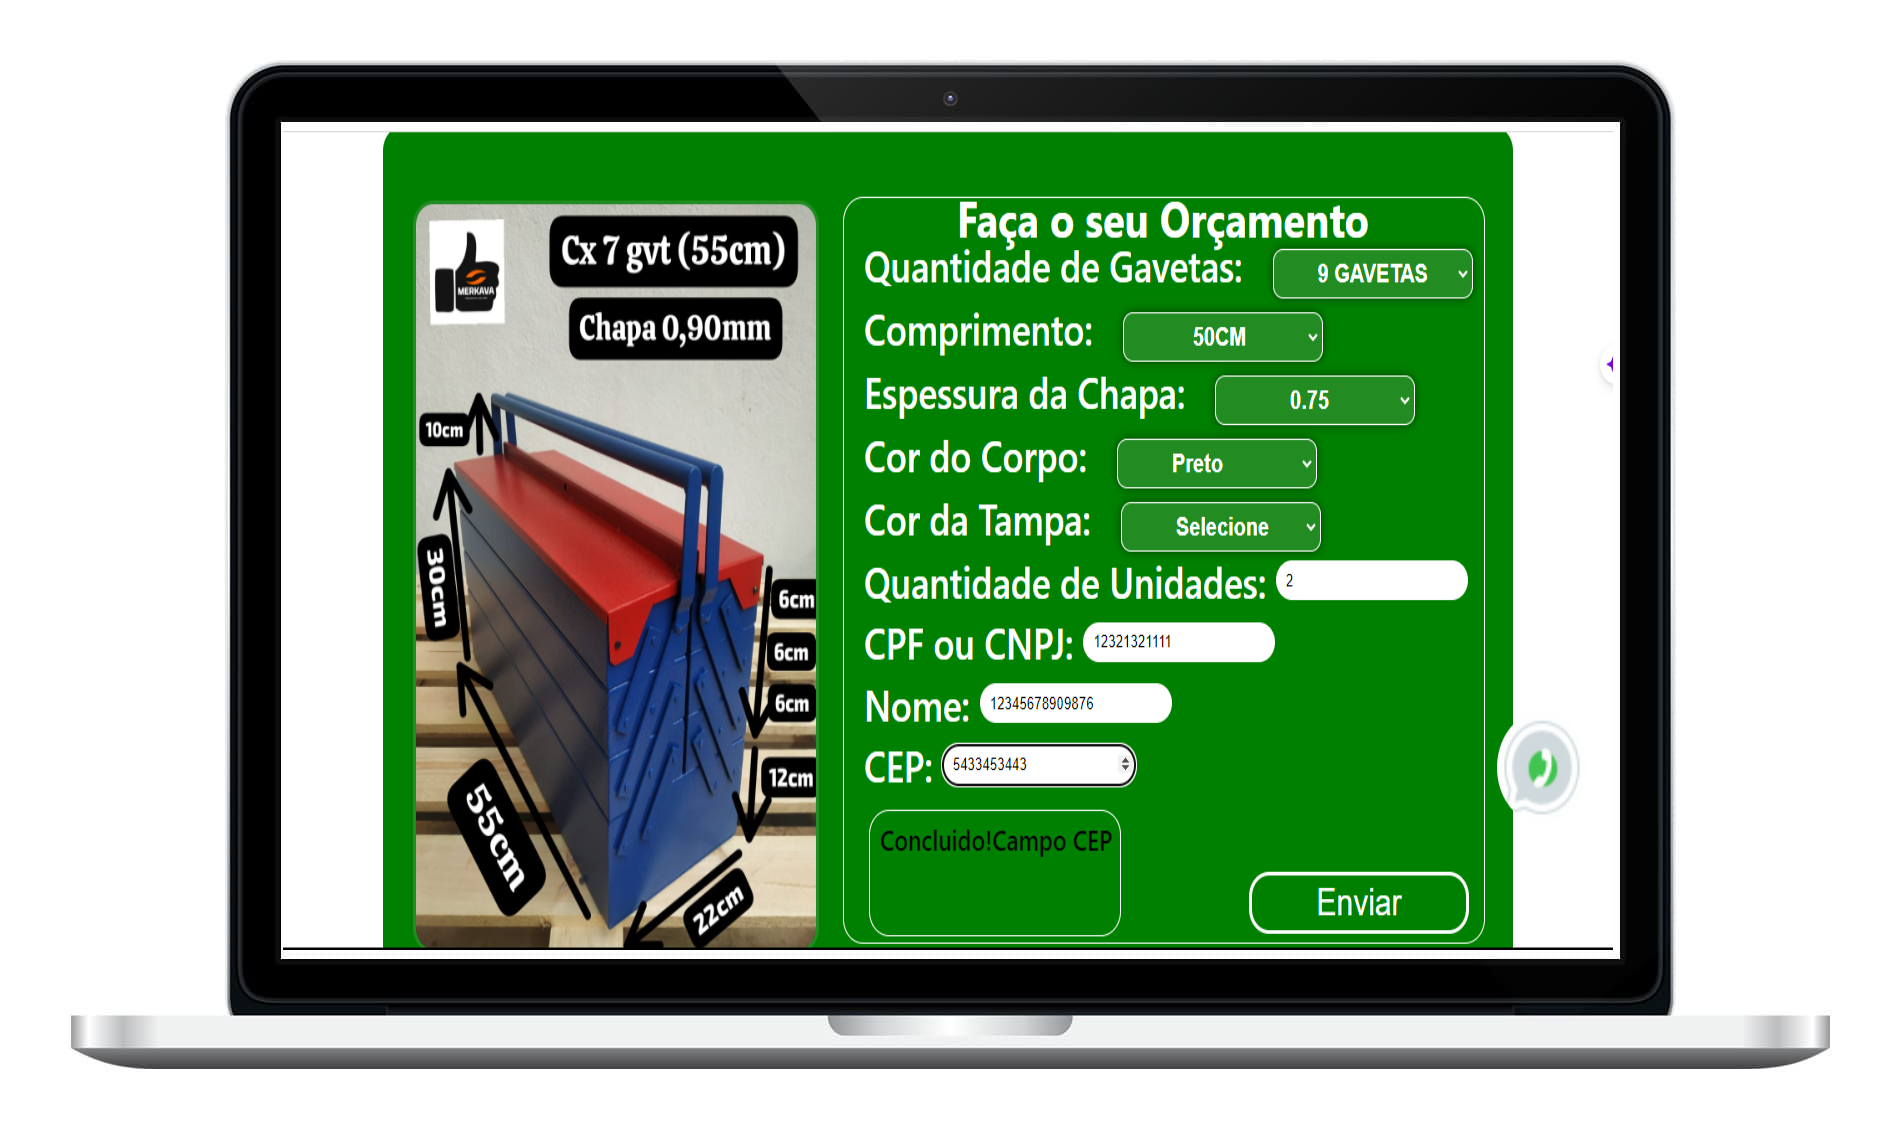 MERKAVA
Cx 7 gvt (55cm)
Chapa 0,90mm
10cm
30cm
6cm
6cm
6cm
12cm
55cm
22cm
Faça o seu Orçamento
Quantidade de Gavetas: 9 GAVETAS
Comprimento: 50CM
Espessura da Chapa: 0.75
Cor do Corpo: Preto
Cor da Tampa: Selecione
Quantidade de Unidades: 2
CPF ou CNPJ: 12321321111
Nome: 12345678909876
CEP: 5433453443
Concluido!Campo CEP
Enviar